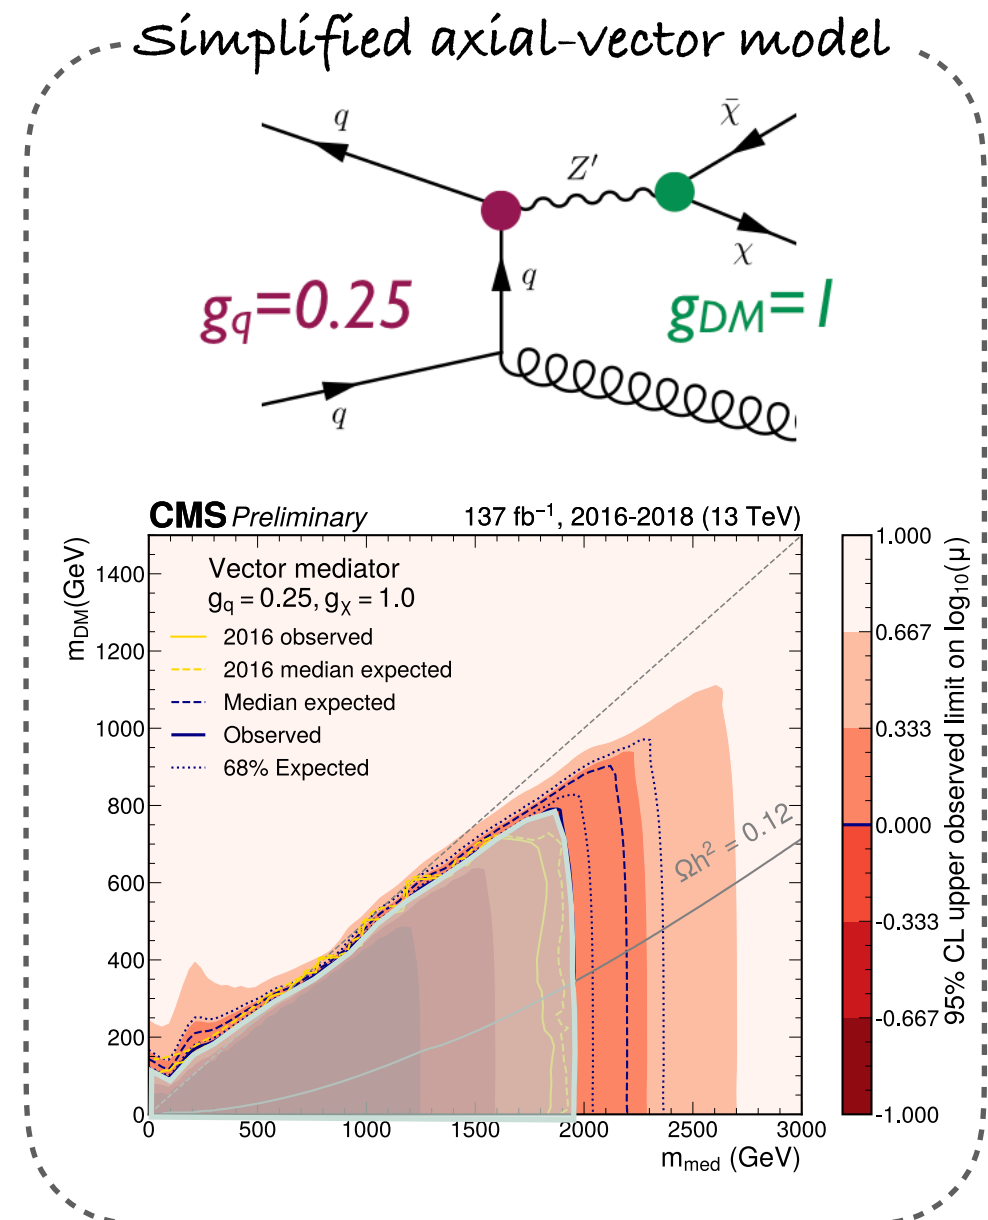 Simplified axial-vector model
q
χ̄
Z′
q
χ
g_q=0.25
g_DM=1
q
CMS Preliminary
137 fb⁻¹, 2016-2018 (13 TeV)
m_DM(GeV)
1400
1200
1000
800
600
400
200
0
Vector mediator
g_q = 0.25, g_χ = 1.0
2016 observed
2016 median expected
Median expected
Observed
68% Expected
Ωh² = 0.12
0 500 1000 1500 2000 2500 3000
m_med (GeV)
1.000
0.667
0.333
0.000
-0.333
-0.667
-1.000
95% CL upper observed limit on log₁₀(μ)